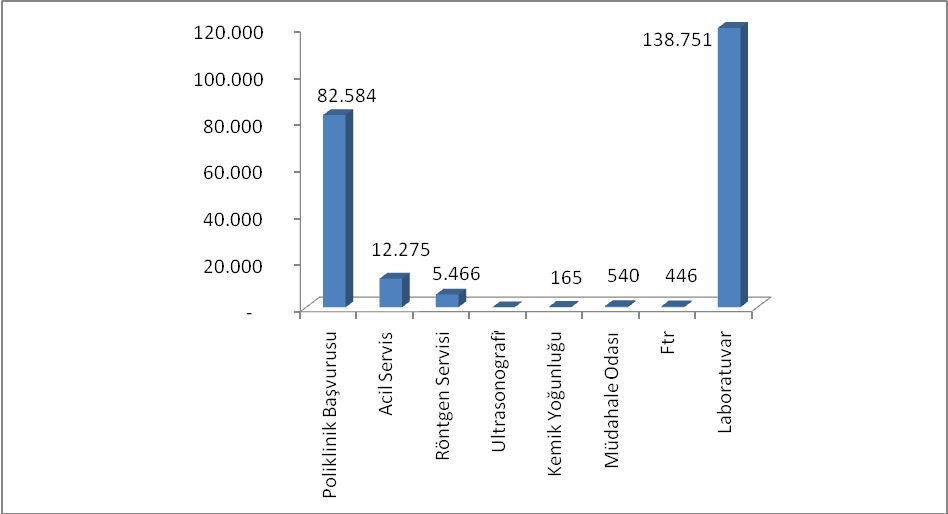 120.000
100.000
80.000
60.000
40.000
20.000
-
82.584
12.275
5.466
165
540
446
138.751
Poliklinik Başvurusu
Acil Servis
Röntgen Servisi
Ultrasonografi
Kemik Yoğunluğu
Müdahale Odası
Ftr
Laboratuvar